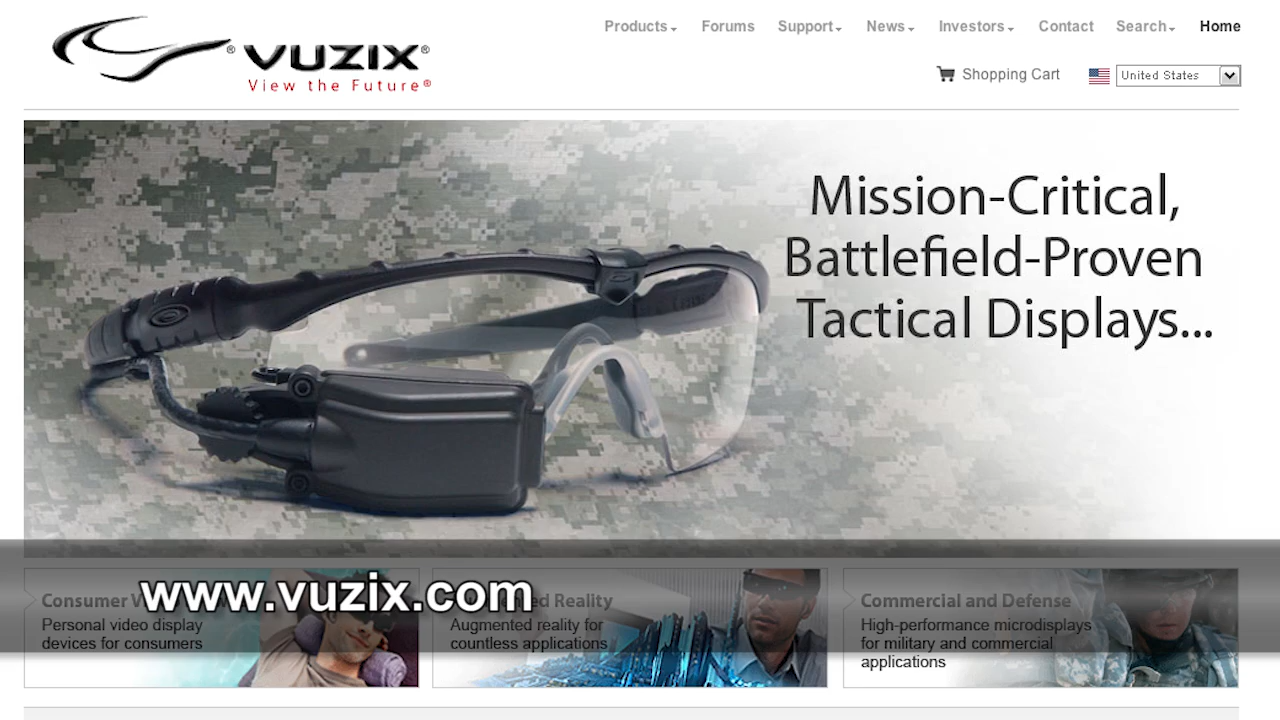 Products
Forums
Support
News
Investors
Contact
Search
Home
VUZIX®
View the Future®
Shopping Cart
United States
Mission-Critical,
Battlefield-Proven
Tactical Displays...
www.vuzix.com
Consumer
Personal video display
devices for consumers
Reality
Augmented reality for
countless applications
Commercial and Defense
High-performance microdisplays
for military and commercial
applications